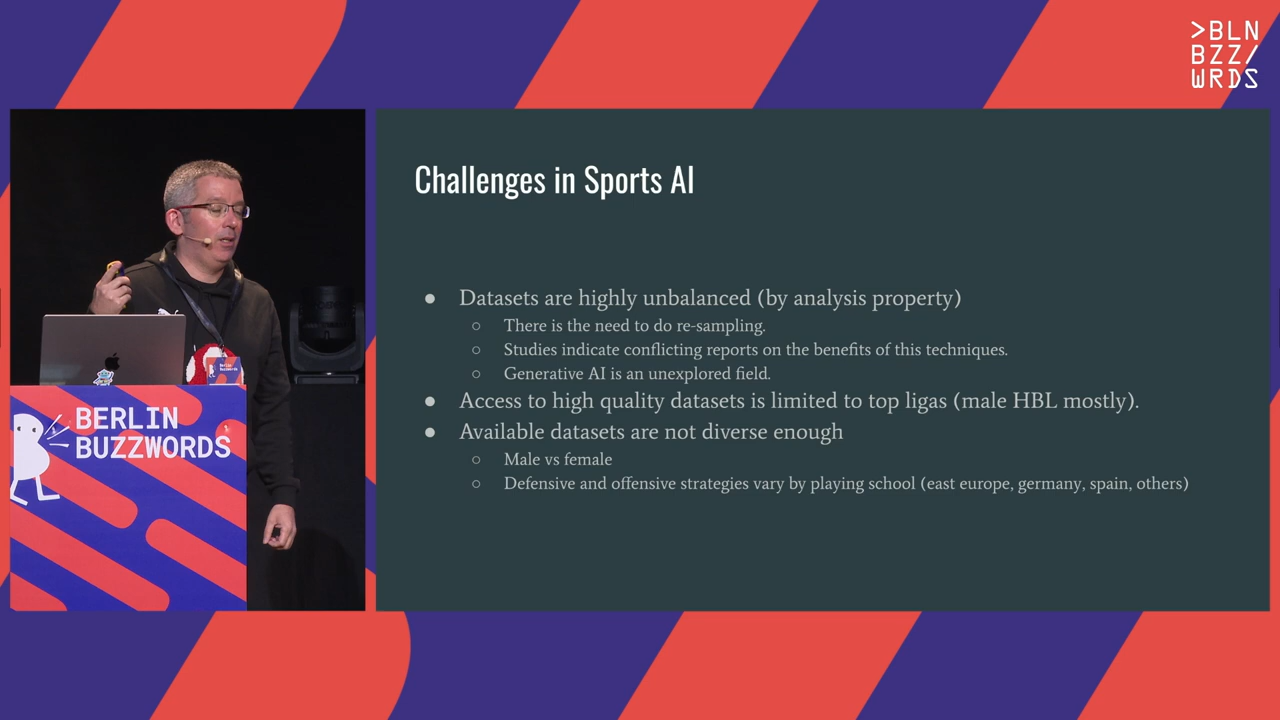 >BLN
BZZ/
WRDS
Challenges in Sports AI
● Datasets are highly unbalanced (by analysis property)
○ There is the need to do re-sampling.
○ Studies indicate conflicting reports on the benefits of this techniques.
○ Generative AI is an unexplored field.
● Access to high quality datasets is limited to top ligas (male HBL mostly).
● Available datasets are not diverse enough
○ Male vs female
○ Defensive and offensive strategies vary by playing school (east europe, germany, spain, others)
BERLIN
BUZZWORDS